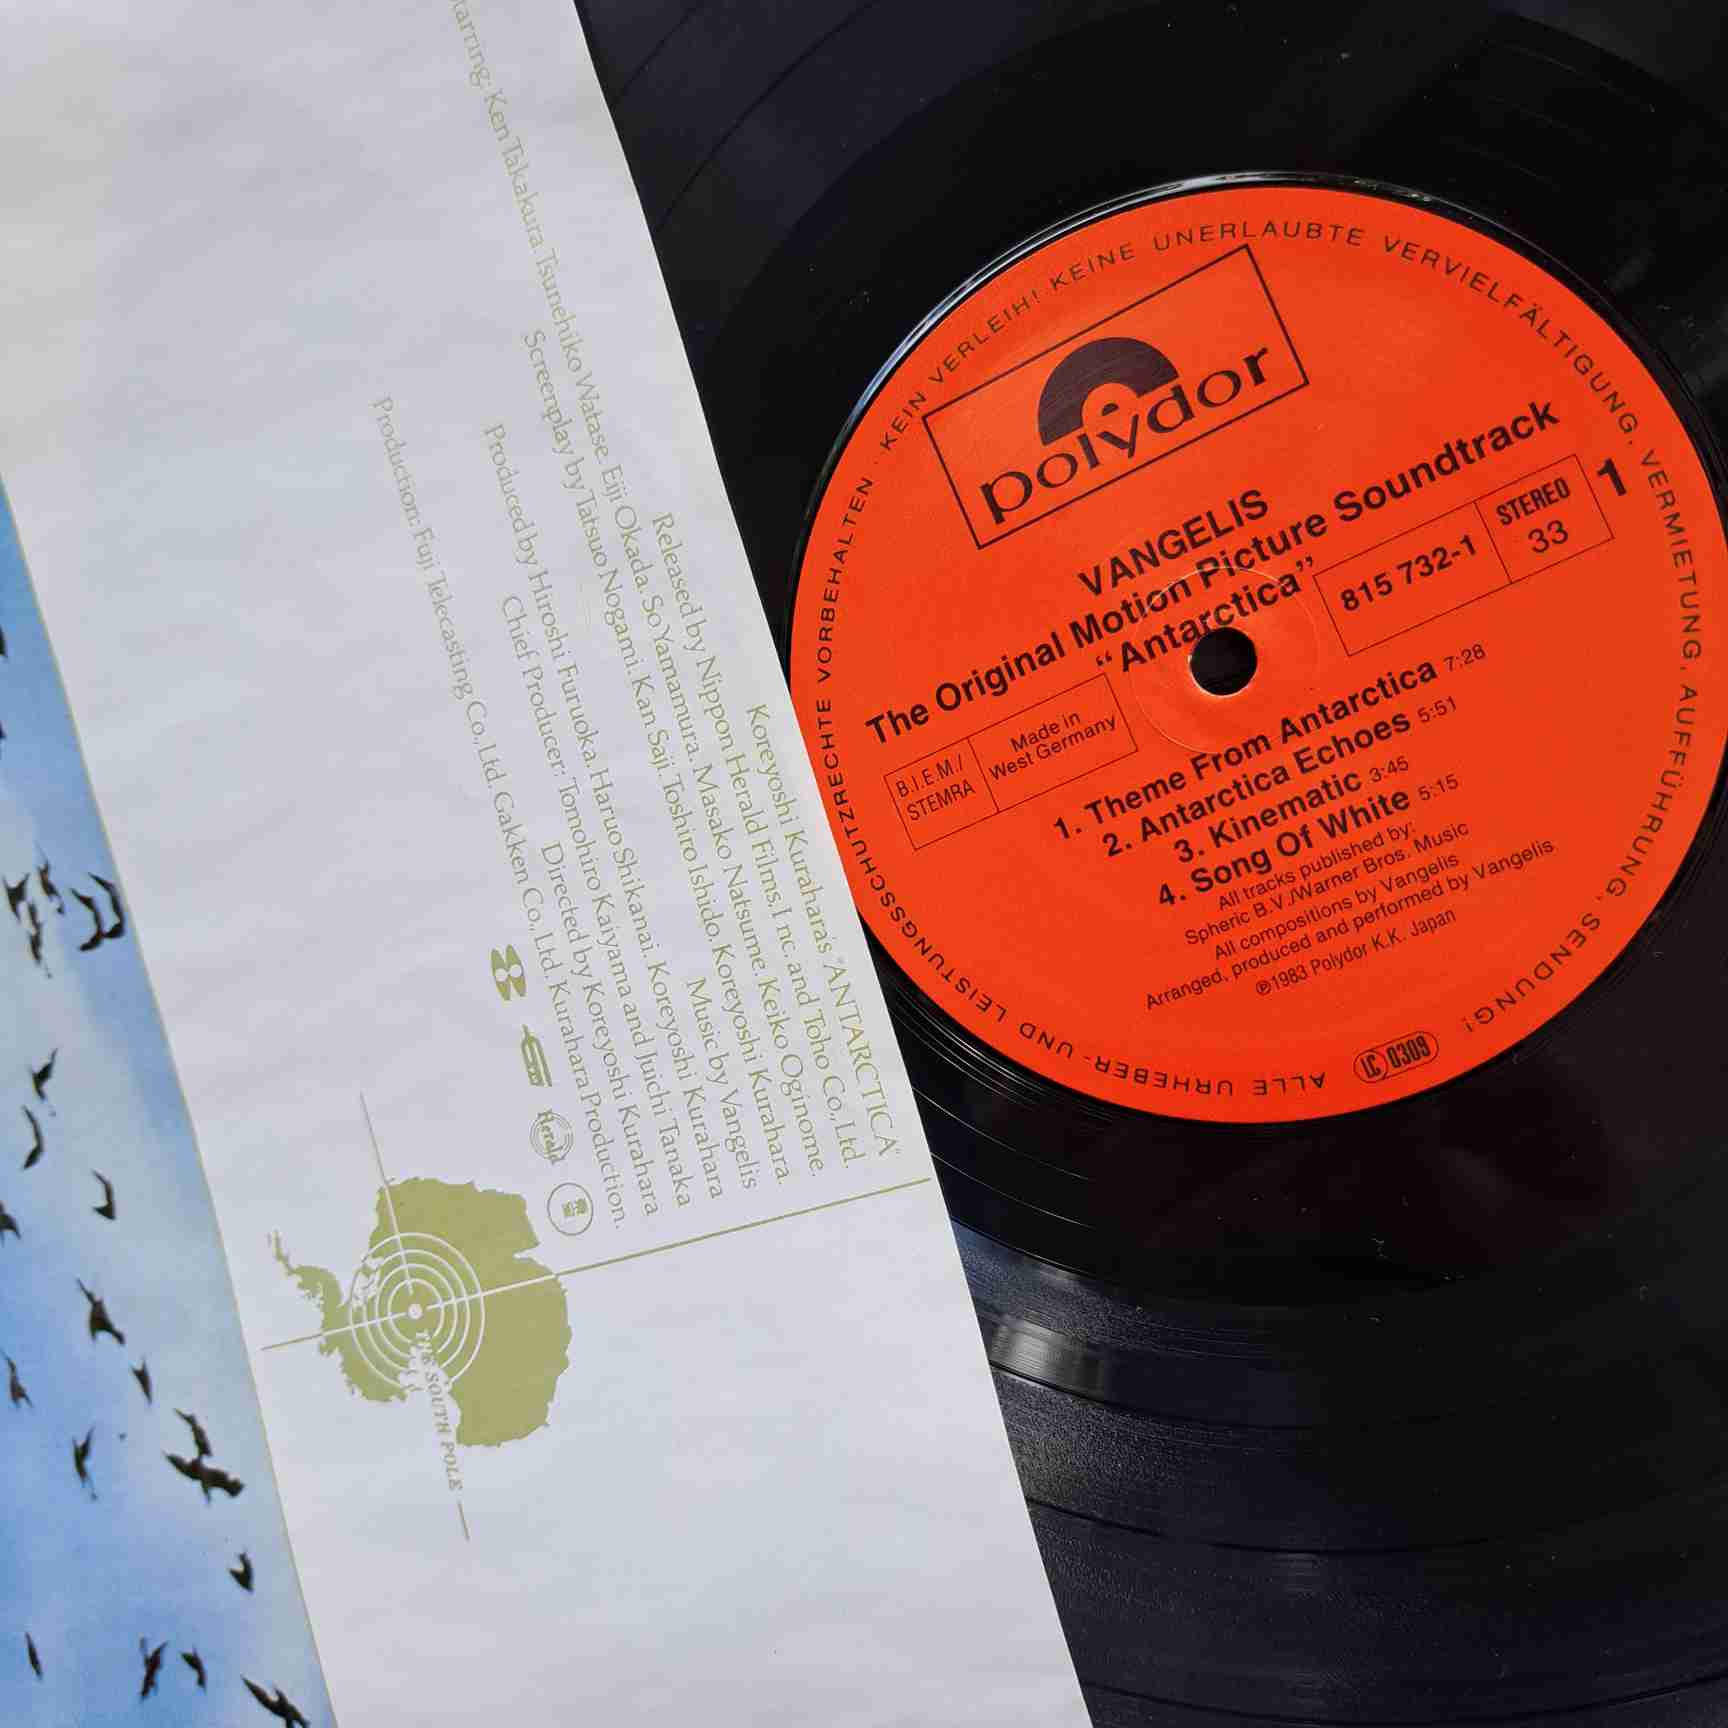 Koreyoshi Kurahara's "ANTARCTICA"
Released by Nippon Herald Films, Inc. and Toho Co., Ltd.
Starring: Ken Takakura. Tsunehiko Watase. Eiji Okada. So Yamamura. Masako Natsume. Keiko Oginome.
Screenplay by Tatsuo Nogami. Kan Saji. Toshiro Ishido. Koreyoshi Kurahara.
Music by Vangelis
Produced by Hiroshi Furuoka. Haruo Shikanai. Koreyoshi Kurahara
Chief Producer: Tomohiro Kaiyama and Juichi Tanaka
Directed by Koreyoshi Kurahara
Production: Fuji Telecasting Co., Ltd. Gakken Co., Ltd. Kurahara Production.
8
Herald
THE SOUTH POLE
polydor
VANGELIS
The Original Motion Picture Soundtrack
“Antarctica”
815 732-1
STEREO
33
1
B.I.E.M./
STEMRA
Made in
West Germany
1. Theme From Antarctica 7:28
2. Antarctica Echoes 5:51
3. Kinematic 3:45
4. Song Of White 5:15
All tracks published by:
Spheric B.V./Warner Bros. Music
All compositions by Vangelis
Arranged, produced and performed by Vangelis
℗1983 Polydor K.K. Japan
LC 0309
ALLE URHEBER- UND LEISTUNGSSCHUTZRECHTE VORBEHALTEN · KEIN VERLEIH! KEINE UNERLAUBTE VERVIELFÄLTIGUNG, VERMIETUNG, AUFFÜHRUNG, SENDUNG!